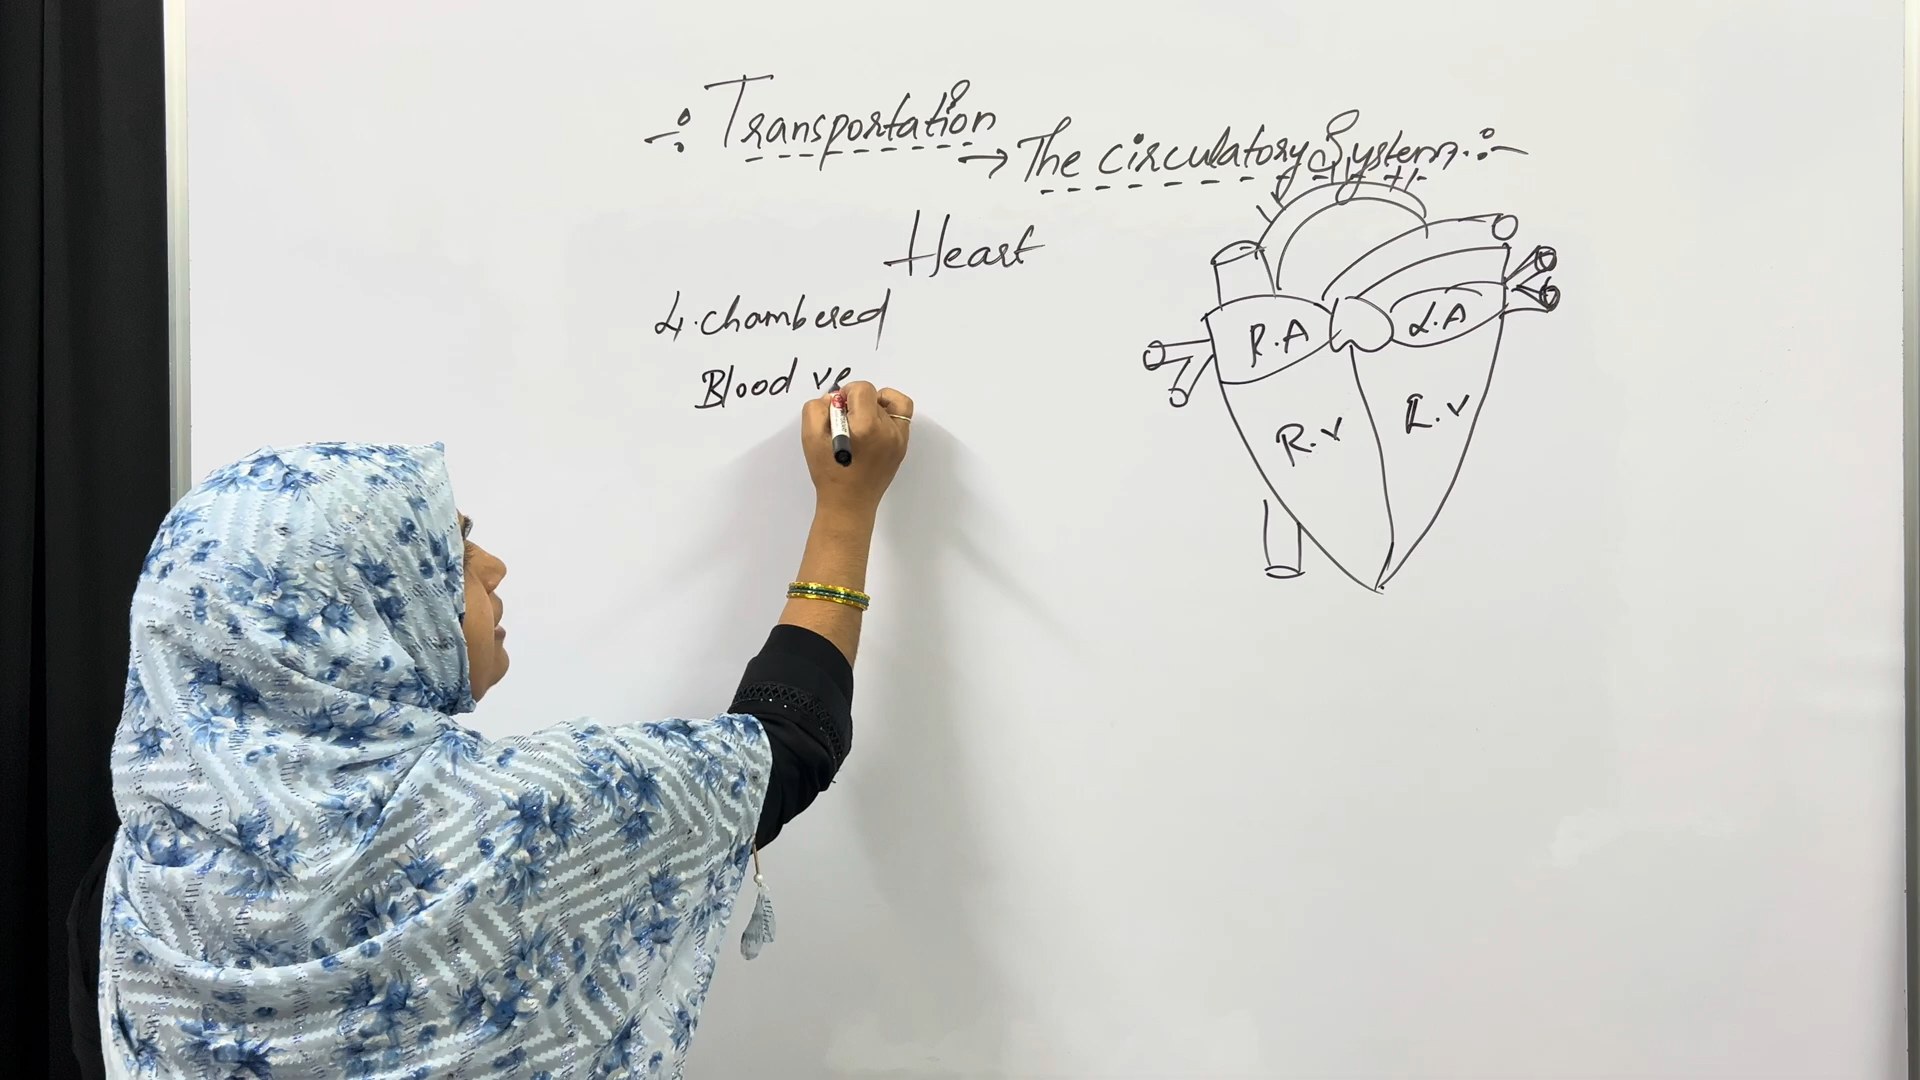 Transportation
→ The circulatory System
Heart
4. chambered
Blood ve
R.A
L.A
R.V
L.V